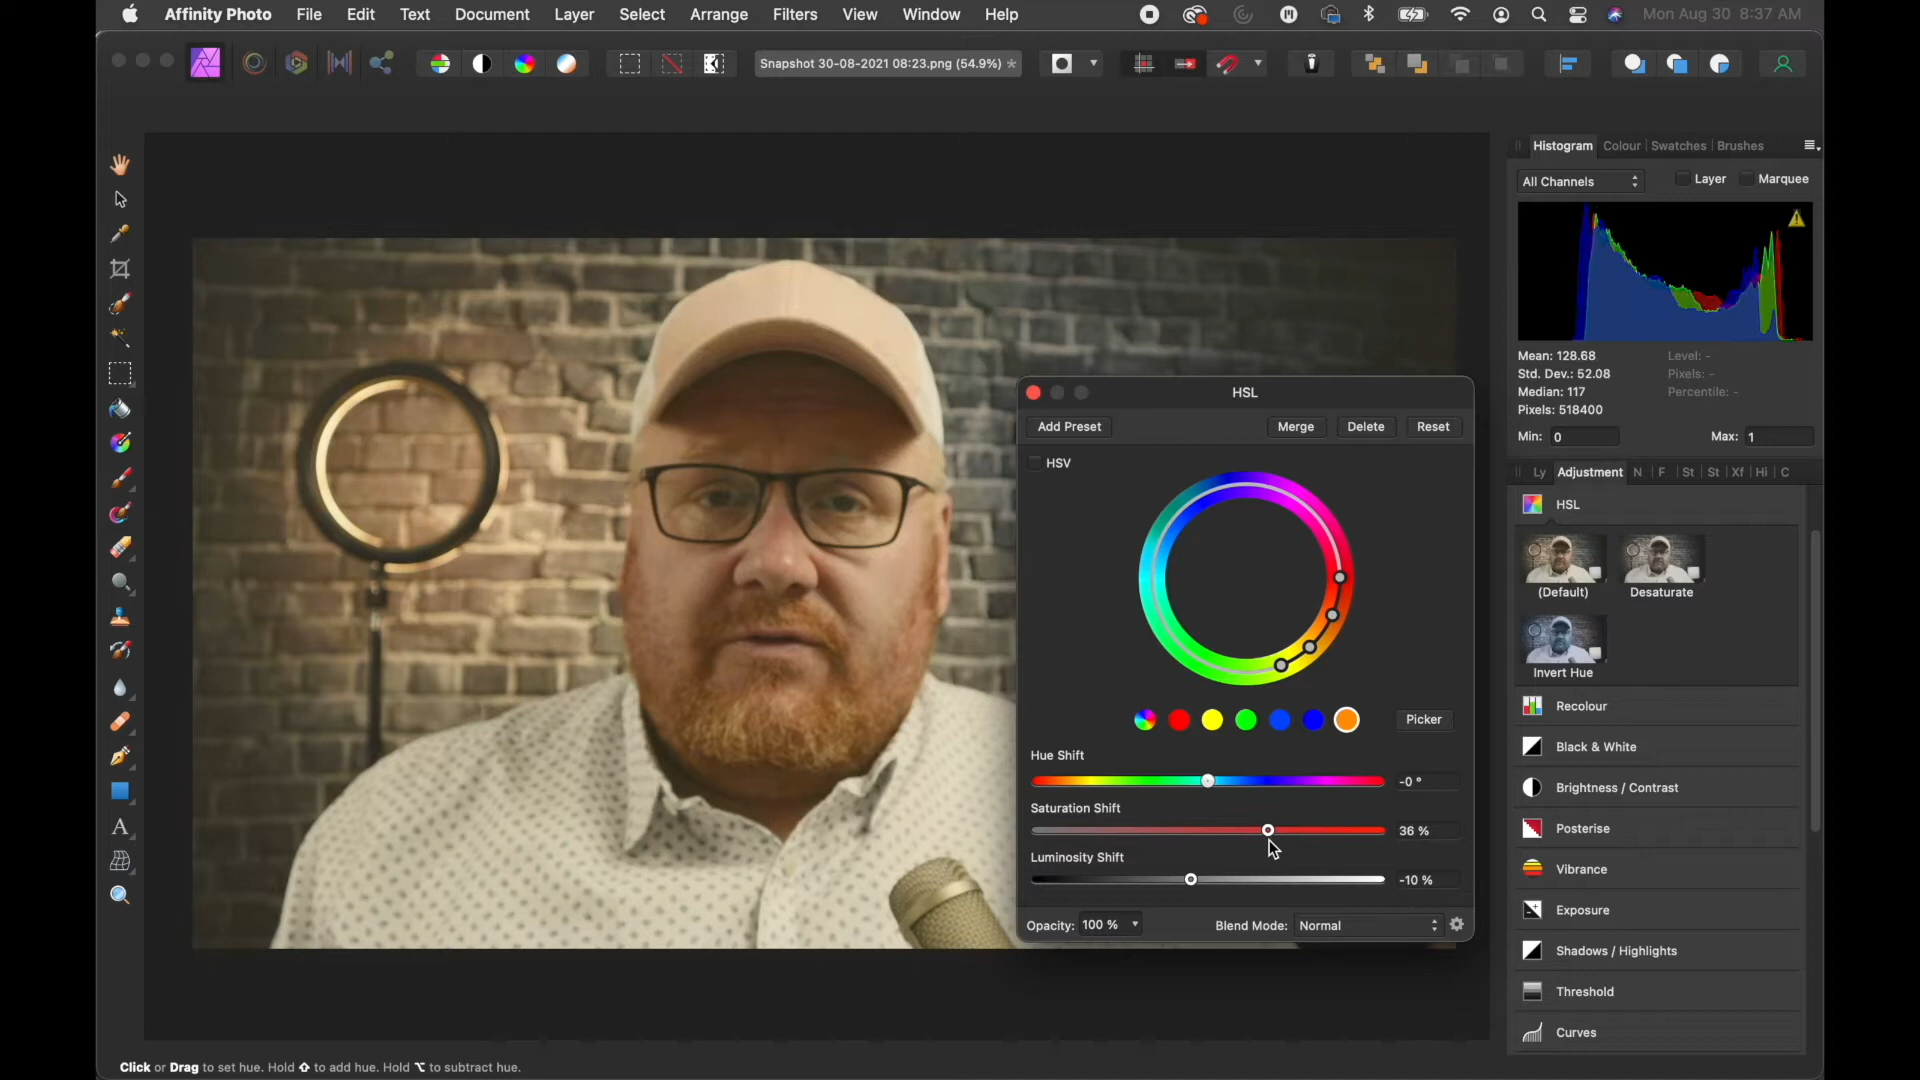 Affinity Photo File Edit Text Document Layer Select Arrange Filters View Window Help Mon Aug 30 8:37 AM
Snapshot 30-08-2021 08:23.png (54.9%) *
Histogram Colour Swatches Brushes
All Channels Layer Marquee
Mean: 128.68 Level: -
Std. Dev.: 52.08 Pixels: -
Median: 117 Percentile: -
Pixels: 518400
Min: 0 Max: 1
Ly Adjustment N F St St Xf Hi C
HSL
(Default) Desaturate
Invert Hue
Recolour
Black & White
Brightness / Contrast
Posterise
Vibrance
Exposure
Shadows / Highlights
Threshold
Curves
HSL
Add Preset Merge Delete Reset
HSV
Picker
Hue Shift
-0 °
Saturation Shift
36 %
Luminosity Shift
-10 %
Opacity: 100 % Blend Mode: Normal
Click or Drag to set hue. Hold ⇧ to add hue. Hold ⌥ to subtract hue.